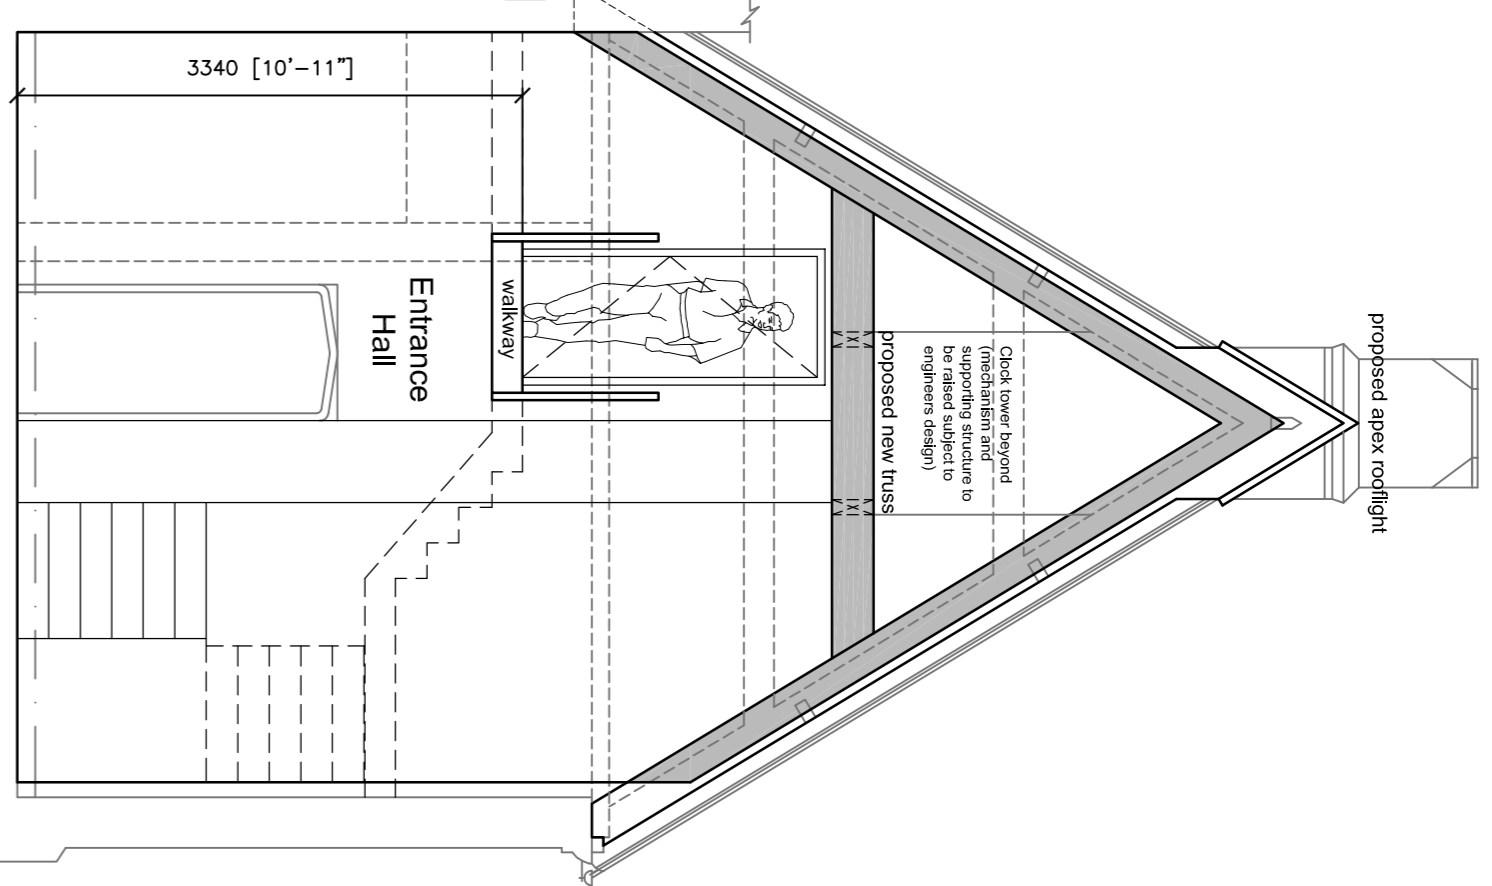 3340 [10'-11"]
Entrance
Hall
walkway
proposed new truss
Clock tower beyond
(mechanism and
supporting structure to
be raised subject to
engineers design)
proposed apex rooflight